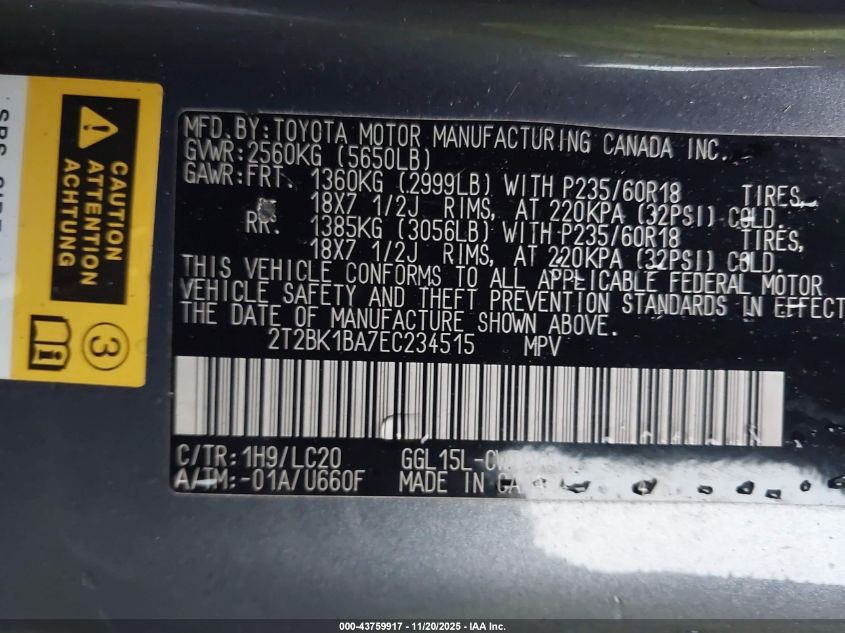 CAUTION
ACHTUNG
3
MFD.BY:TOYOTA MOTOR MANUFACTURING CANADA INC.
GVWR:2560KG (5650LB)
GAWR:FRT. 1360KG (2999LB) WITH P235/60R18 TIRES,
18X7 1/2J RIMS, AT 220KPA (32PSI) COLD.
RR. 1385KG (3056LB) WITH P235/60R18 TIRES,
18X7 1/2J RIMS, AT 220KPA (32PSI) COLD.
THIS VEHICLE CONFORMS TO ALL APPLICABLE FEDERAL MOTOR
VEHICLE SAFETY AND THEFT PREVENTION STANDARDS IN EFFECT
THE DATE OF MANUFACTURE SHOWN ABOVE.
2T2BK1BA7EC234515 MPV
C/TR:1H9/LC20 GGL15L-
A/TM:-01A/U660F MADE IN
000-43759917 - 11/20/2025 - IAA Inc.